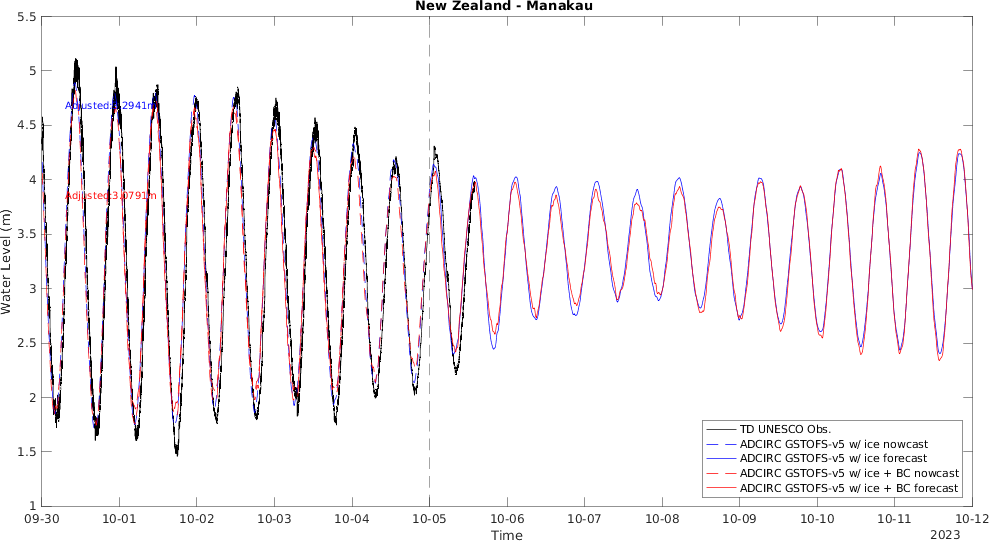 New Zealand - Manakau
Water Level (m)
5.5
5
4.5
4
3.5
3
2.5
2
1.5
1
Adjusted:3.2941m
Adjusted:3.0791m
TD UNESCO Obs.
ADCIRC GSTOFS-v5 w/ ice nowcast
ADCIRC GSTOFS-v5 w/ ice forecast
ADCIRC GSTOFS-v5 w/ ice + BC nowcast
ADCIRC GSTOFS-v5 w/ ice + BC forecast
09-30 10-01 10-02 10-03 10-04 10-05 10-06 10-07 10-08 10-09 10-10 10-11 10-12
Time
2023